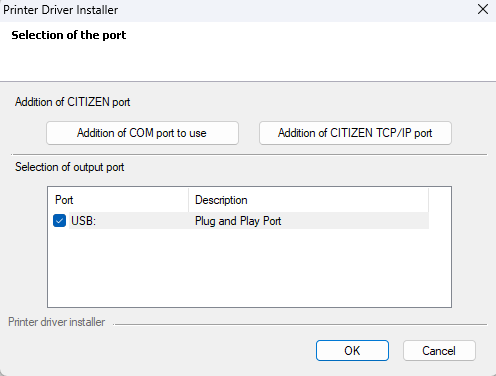 Printer Driver Installer
Selection of the port
Addition of CITIZEN port
Addition of COM port to use Addition of CITIZEN TCP/IP port
Selection of output port
Port Description
USB: Plug and Play Port
Printer driver installer
OK Cancel